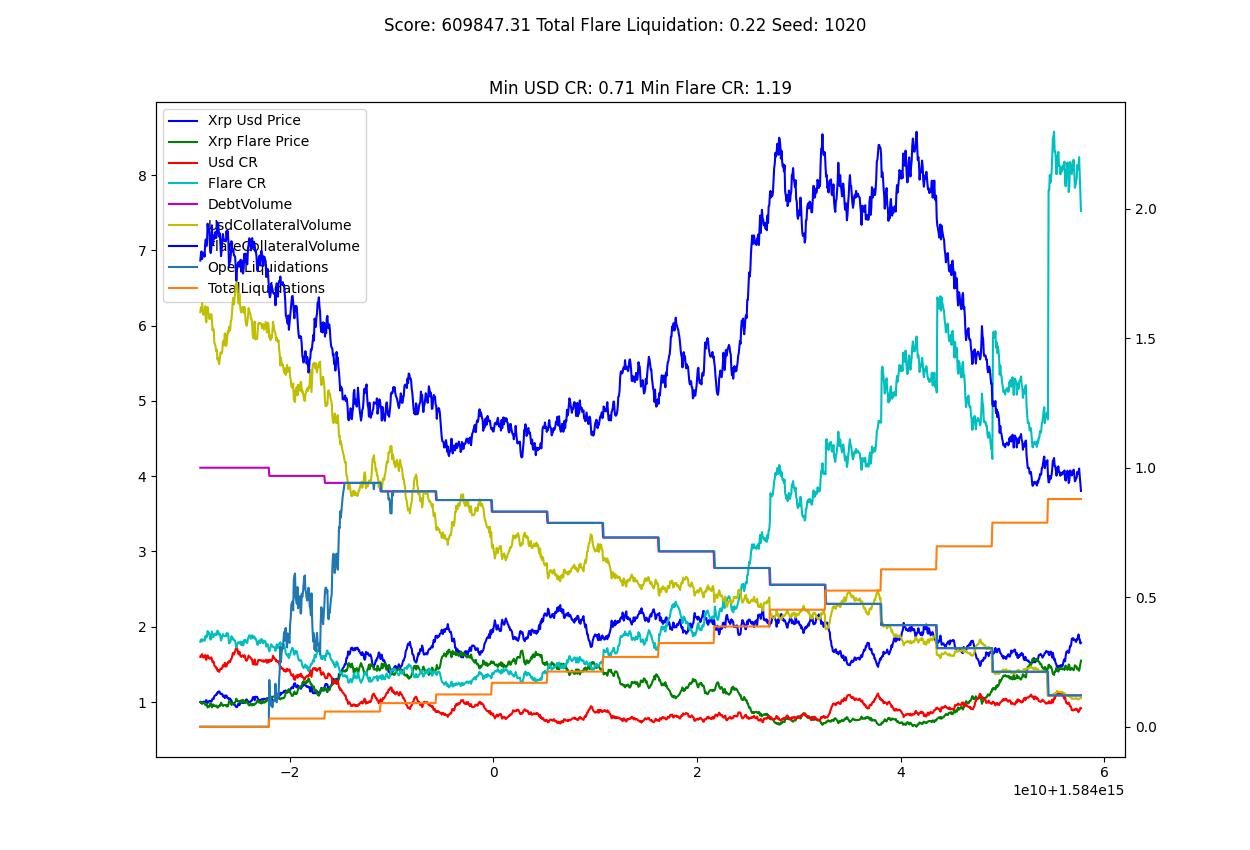 Score: 609847.31 Total Flare Liquidation: 0.22 Seed: 1020
Min USD CR: 0.71 Min Flare CR: 1.19
Xrp Usd Price
Xrp Flare Price
Usd CR
Flare CR
DebtVolume
UsdCollateralVolume
FlareCollateralVolume
OpenLiquidations
TotalLiquidations
8
7
6
5
4
3
2
1
2.0
1.5
1.0
0.5
0.0
−2
0
2
4
6
1e10+1.584e15